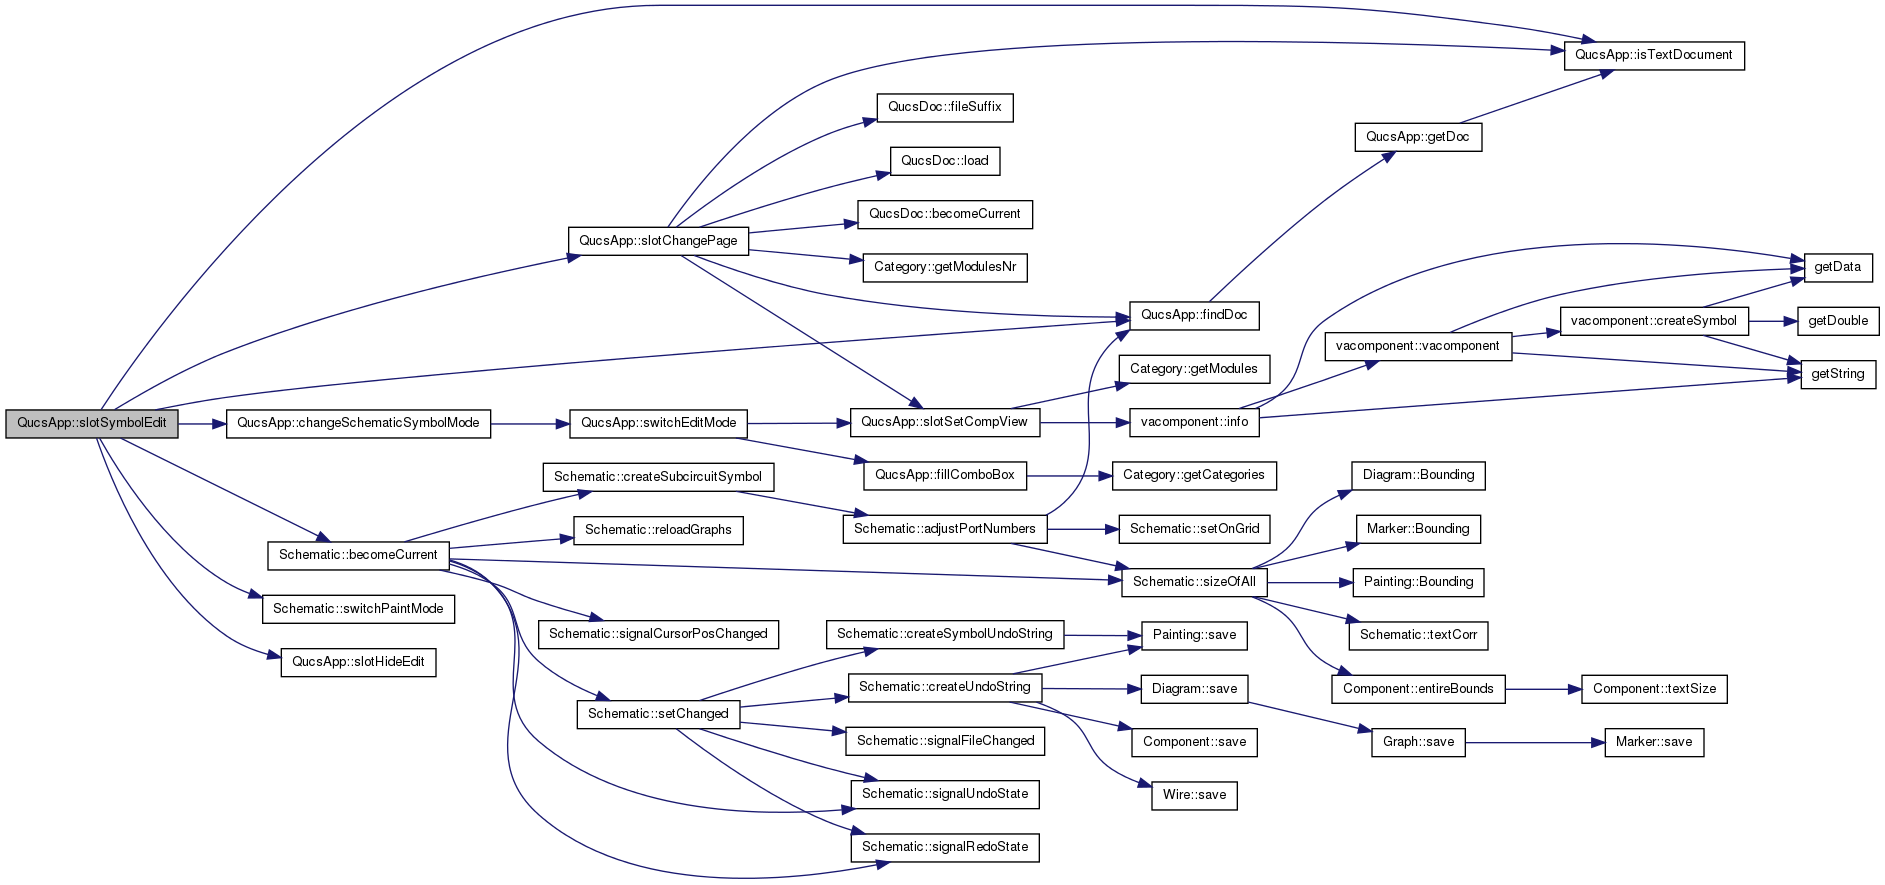 QucsApp::isTextDocument
QucsDoc::fileSuffix
QucsApp::getDoc
QucsDoc::load
QucsDoc::becomeCurrent
QucsApp::slotChangePage
Category::getModulesNr
getData
QucsApp::findDoc
vacomponent::createSymbol
getDouble
vacomponent::vacomponent
Category::getModules
getString
QucsApp::slotSymbolEdit
QucsApp::changeSchematicSymbolMode
QucsApp::switchEditMode
QucsApp::slotSetCompView
vacomponent::info
Schematic::createSubcircuitSymbol
QucsApp::fillComboBox
Category::getCategories
Diagram::Bounding
Schematic::reloadGraphs
Schematic::adjustPortNumbers
Schematic::setOnGrid
Marker::Bounding
Schematic::becomeCurrent
Schematic::sizeOfAll
Painting::Bounding
Schematic::switchPaintMode
Schematic::signalCursorPosChanged
Schematic::createSymbolUndoString
Painting::save
Schematic::textCorr
QucsApp::slotHideEdit
Schematic::createUndoString
Diagram::save
Component::entireBounds
Component::textSize
Schematic::setChanged
Schematic::signalFileChanged
Component::save
Graph::save
Marker::save
Schematic::signalUndoState
Wire::save
Schematic::signalRedoState